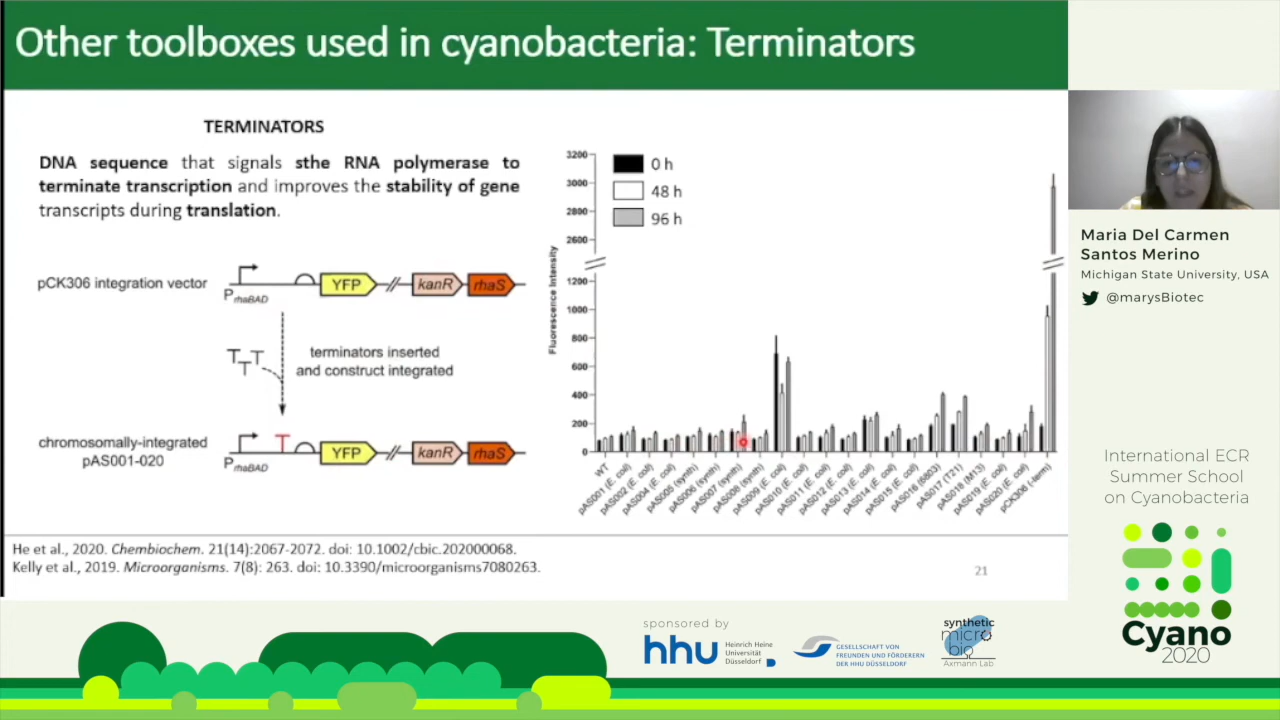 Other toolboxes used in cyanobacteria: Terminators
TERMINATORS
DNA sequence that signals sthe RNA polymerase to
terminate transcription and improves the stability of gene
transcripts during translation.
pCK306 integration vector
PrhaBAD
YFP
kanR
rhaS
T T T T
terminators inserted
and construct integrated
chromosomally-integrated
pAS001-020
PrhaBAD
T
YFP
kanR
rhaS
Fluorescence Intensity
3200
3000
2800
2600
1200
1000
800
600
400
200
0
0 h
48 h
96 h
WT
pAS001 (E. coli)
pAS002 (E. coli)
pAS004 (E. coli)
pAS005 (synth)
pAS006 (synth)
pAS007 (synth)
pAS008 (synth)
pAS009 (E. coli)
pAS010 (E. coli)
pAS011 (E. coli)
pAS012 (E. coli)
pAS013 (E. coli)
pAS014 (E. coli)
pAS015 (E. coli)
pAS016 (6803)
pAS017 (T21)
pAS018 (M13)
pAS019 (E. coli)
pAS020 (E. coli)
pCK306 (-term)
He et al., 2020. Chembiochem. 21(14):2067-2072. doi: 10.1002/cbic.202000068.
Kelly et al., 2019. Microorganisms. 7(8): 263. doi: 10.3390/microorganisms7080263.
21
Maria Del Carmen
Santos Merino
Michigan State University, USA
@marysBiotec
International ECR
Summer School
on Cyanobacteria
Cyano
2020
sponsored by
hhu
Heinrich Heine
Universität
Düsseldorf
GESELLSCHAFT VON
FREUNDEN UND FÖRDERERN
DER HHU DÜSSELDORF
synthetic
micro
bio
Axmann Lab